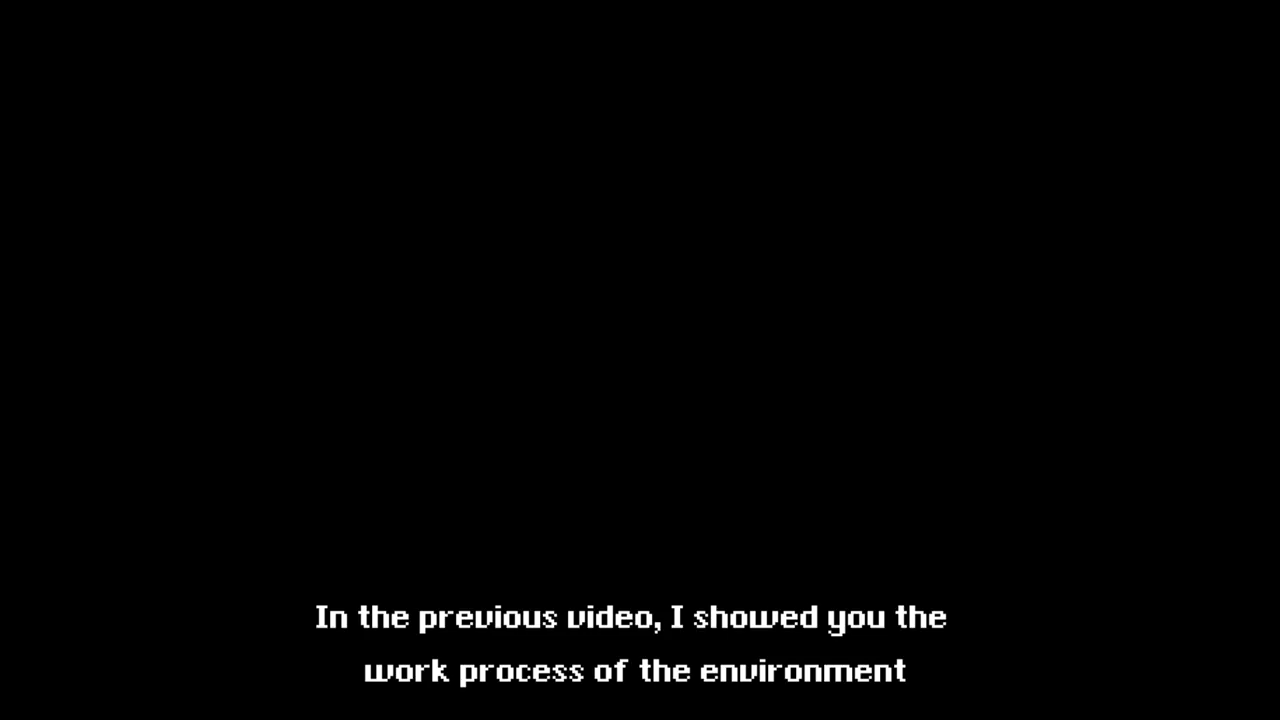 In the previous video, I showed you the
work process of the environment